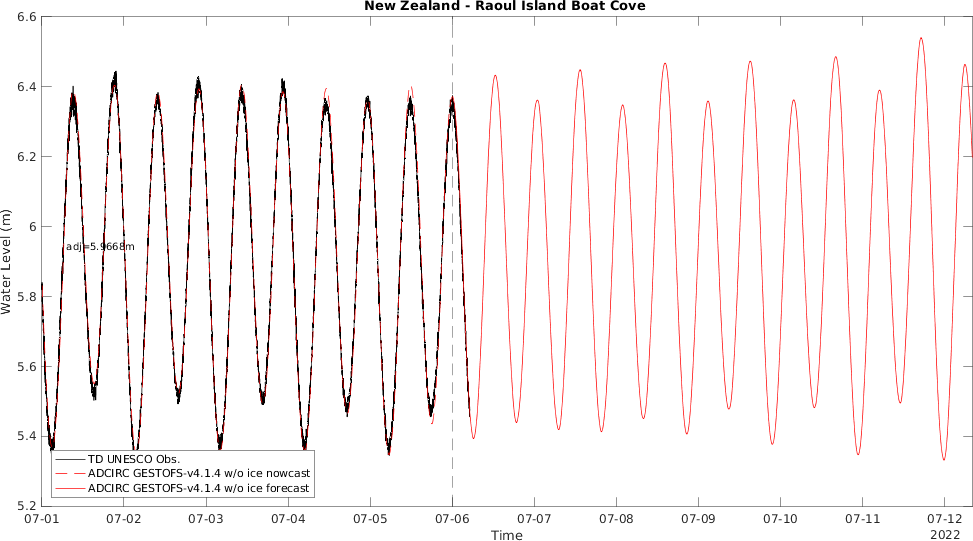 New Zealand - Raoul Island Boat Cove
6.6
6.4
6.2
6
5.8
5.6
5.4
5.2
Water Level (m)
adj=5.9668m
TD UNESCO Obs.
ADCIRC GESTOFS-v4.1.4 w/o ice nowcast
ADCIRC GESTOFS-v4.1.4 w/o ice forecast
07-01 07-02 07-03 07-04 07-05 07-06 07-07 07-08 07-09 07-10 07-11 07-12
Time
2022